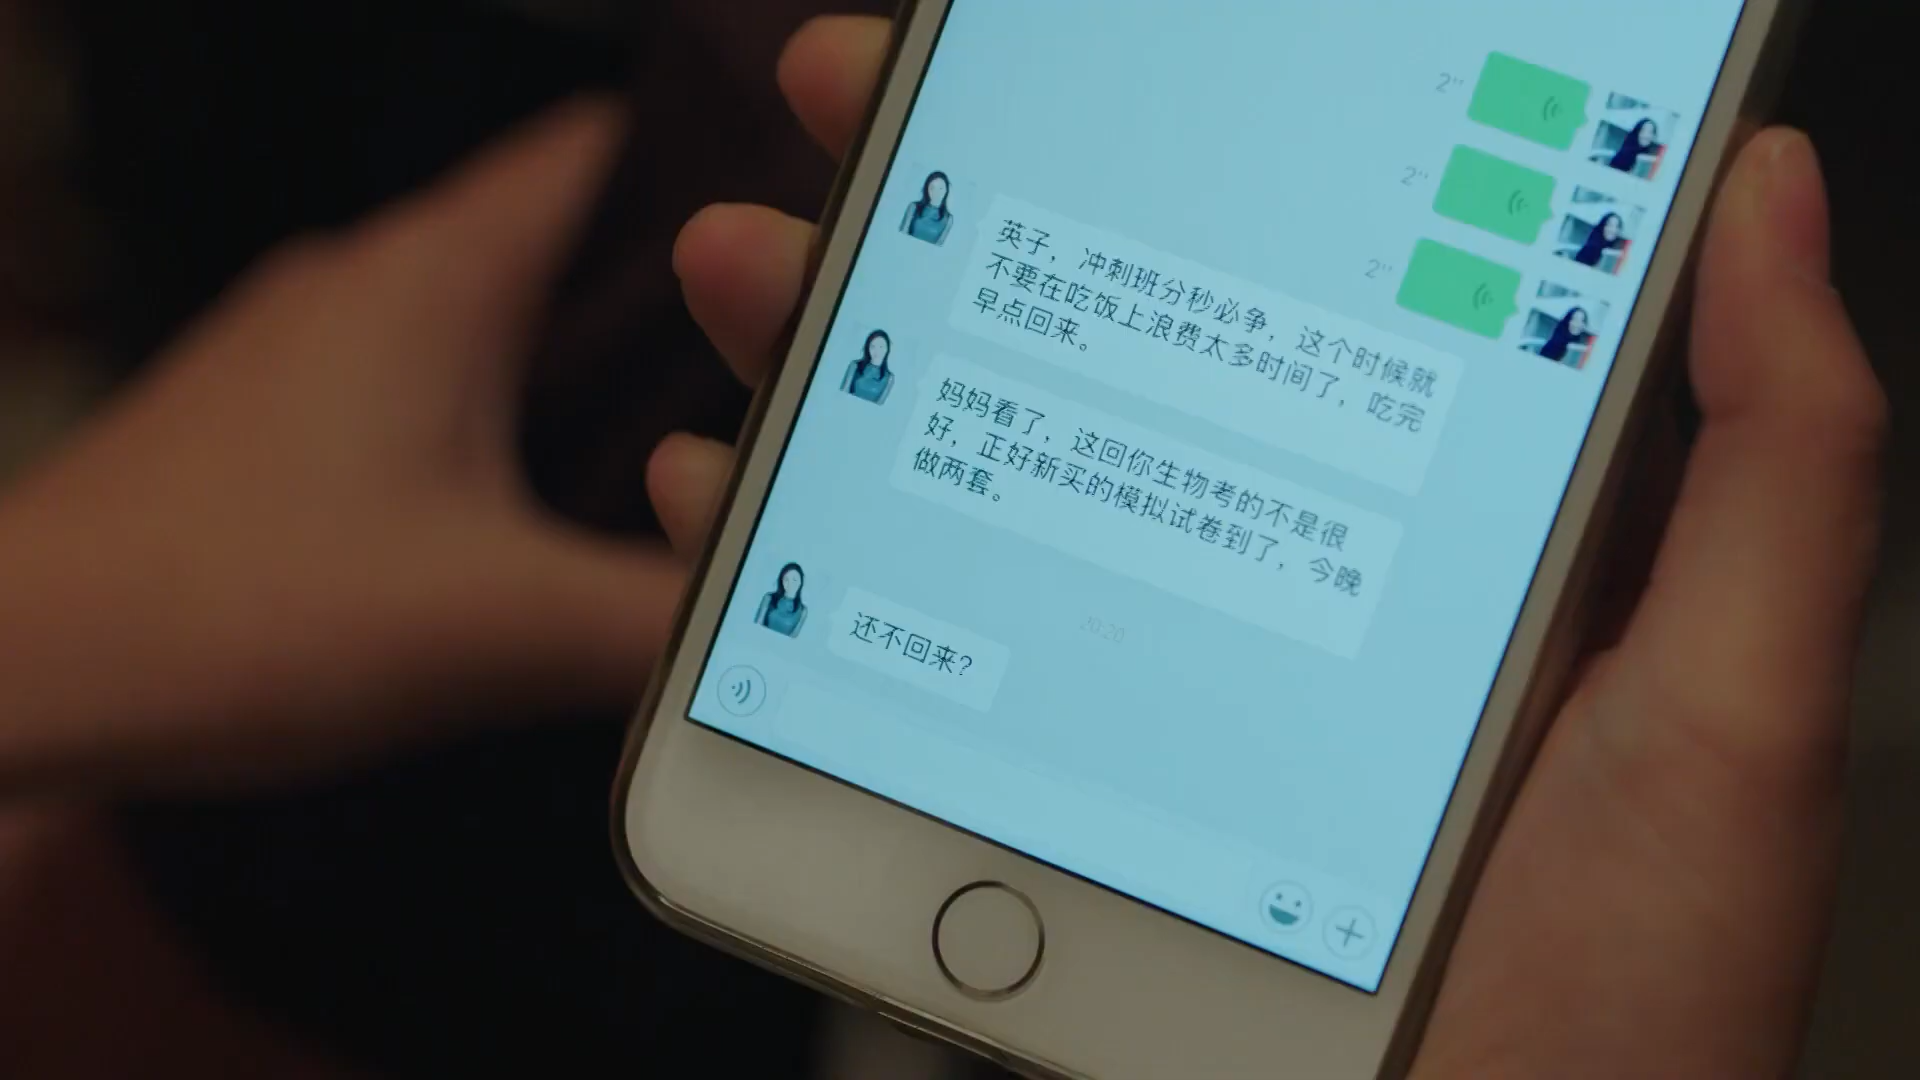 2''
2''
2''
英子，冲刺班分秒必争，这个时候就
不要在吃饭上浪费太多时间了，吃完
早点回来。
妈妈看了，这回你生物考的不是很
好，正好新买的模拟试卷到了，今晚
做两套。
20:20
还不回来?